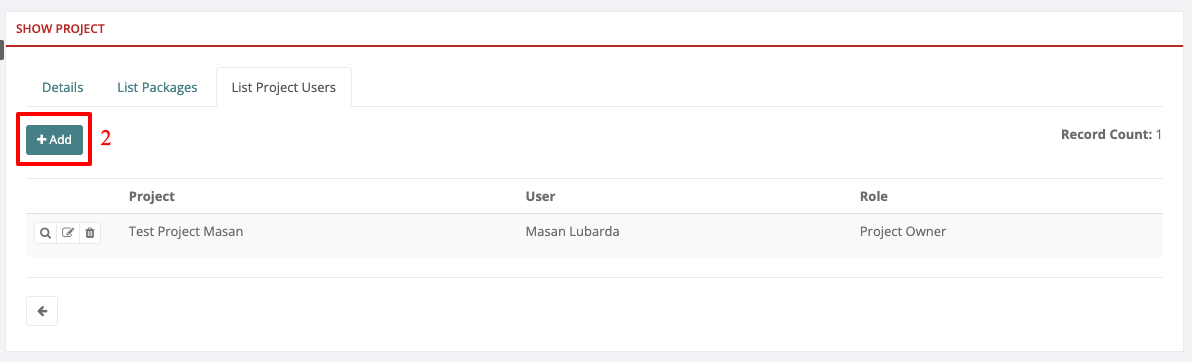 SHOW PROJECT
Details List Packages List Project Users
+ Add 2 Record Count: 1
Project User Role
Test Project Masan Masan Lubarda Project Owner